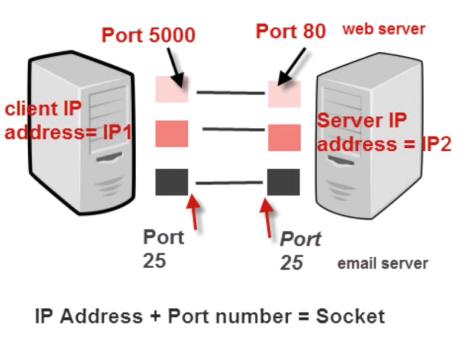 Port 5000
Port 80 web server
client IP
address= IP1
Server IP
address = IP2
Port
25
Port
25
email server
IP Address + Port number = Socket